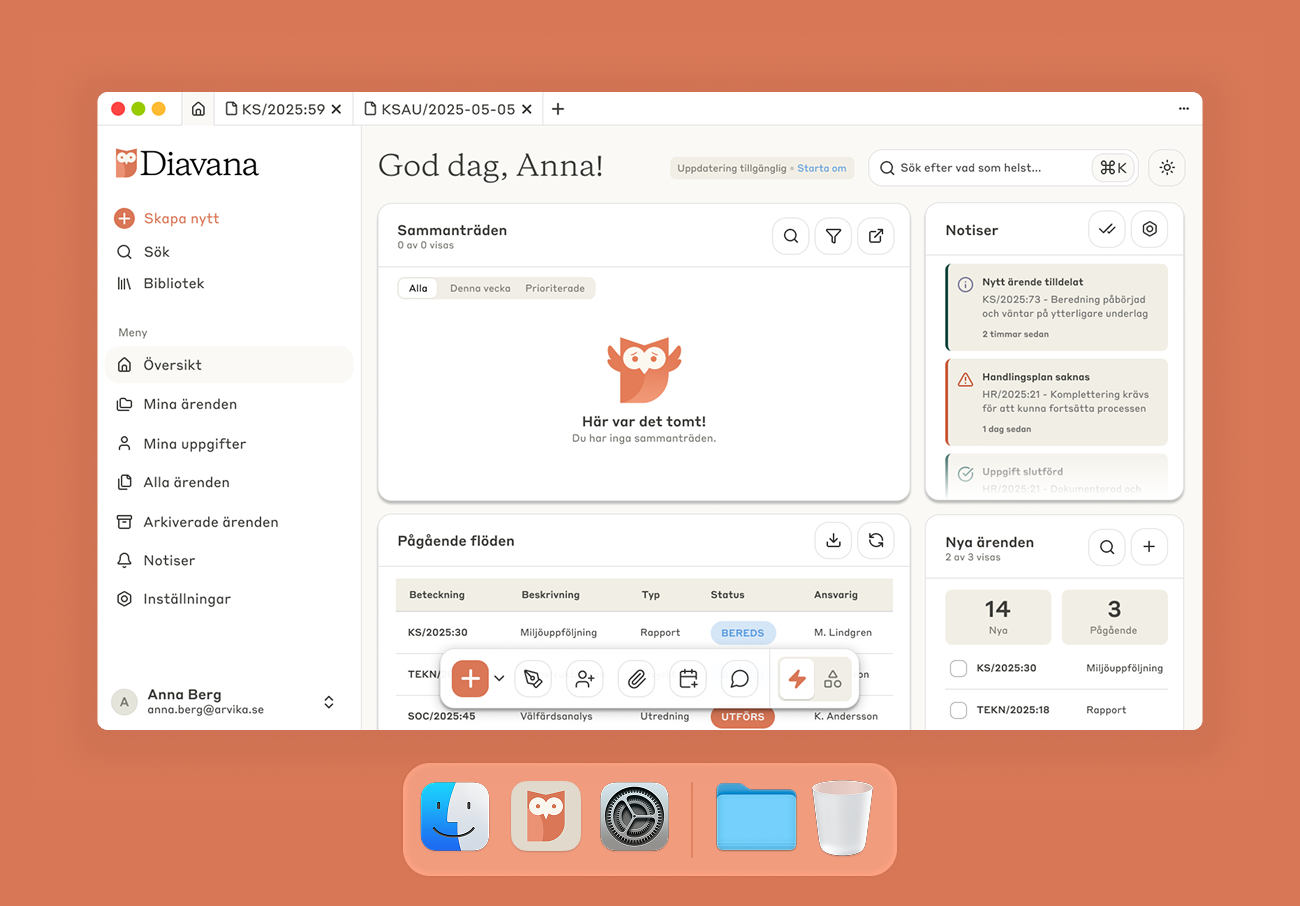 KS/2025:59
KSAU/2025-05-05
Diavana
Skapa nytt
Sök
Bibliotek
Meny
Översikt
Mina ärenden
Mina uppgifter
Alla ärenden
Arkiverade ärenden
Notiser
Inställningar
A
Anna Berg
anna.berg@arvika.se
God dag, Anna!
Uppdatering tillgänglig • Starta om
Sök efter vad som helst...
⌘K
Sammanträden
0 av 0 visas
Alla Denna vecka Prioriterade
Här var det tomt!
Du har inga sammanträden.
Notiser
Nytt ärende tilldelat
KS/2025:73 - Beredning påbörjad
och väntar på ytterligare underlag
2 timmar sedan
Handlingsplan saknas
HR/2025:21 - Komplettering krävs
för att kunna fortsätta processen
1 dag sedan
Uppgift slutförd
HR/2025:21 - Dokumenterad och
Pågående flöden
Beteckning Beskrivning Typ Status Ansvarig
KS/2025:30 Miljöuppföljning Rapport BEREDS M. Lindgren
TEKN/
SOC/2025:45 Välfärdsanalys Utredning UTFÖRS K. Andersson
Nya ärenden
2 av 3 visas
14
Nya
3
Pågående
KS/2025:30 Miljöuppföljning
TEKN/2025:18 Rapport